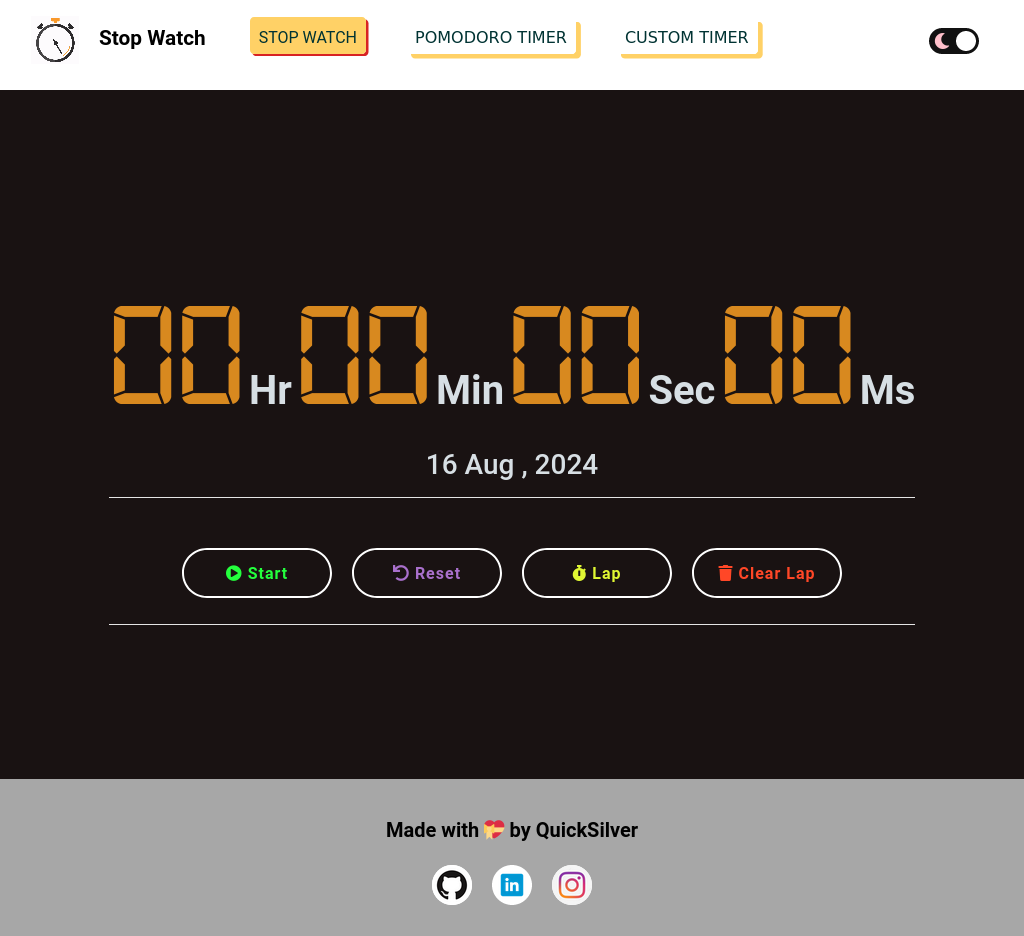 Stop Watch
STOP WATCH
POMODORO TIMER
CUSTOM TIMER
00 Hr 00 Min 00 Sec 00 Ms
16 Aug , 2024
Start
Reset
Lap
Clear Lap
Made with 💝 by QuickSilver
in